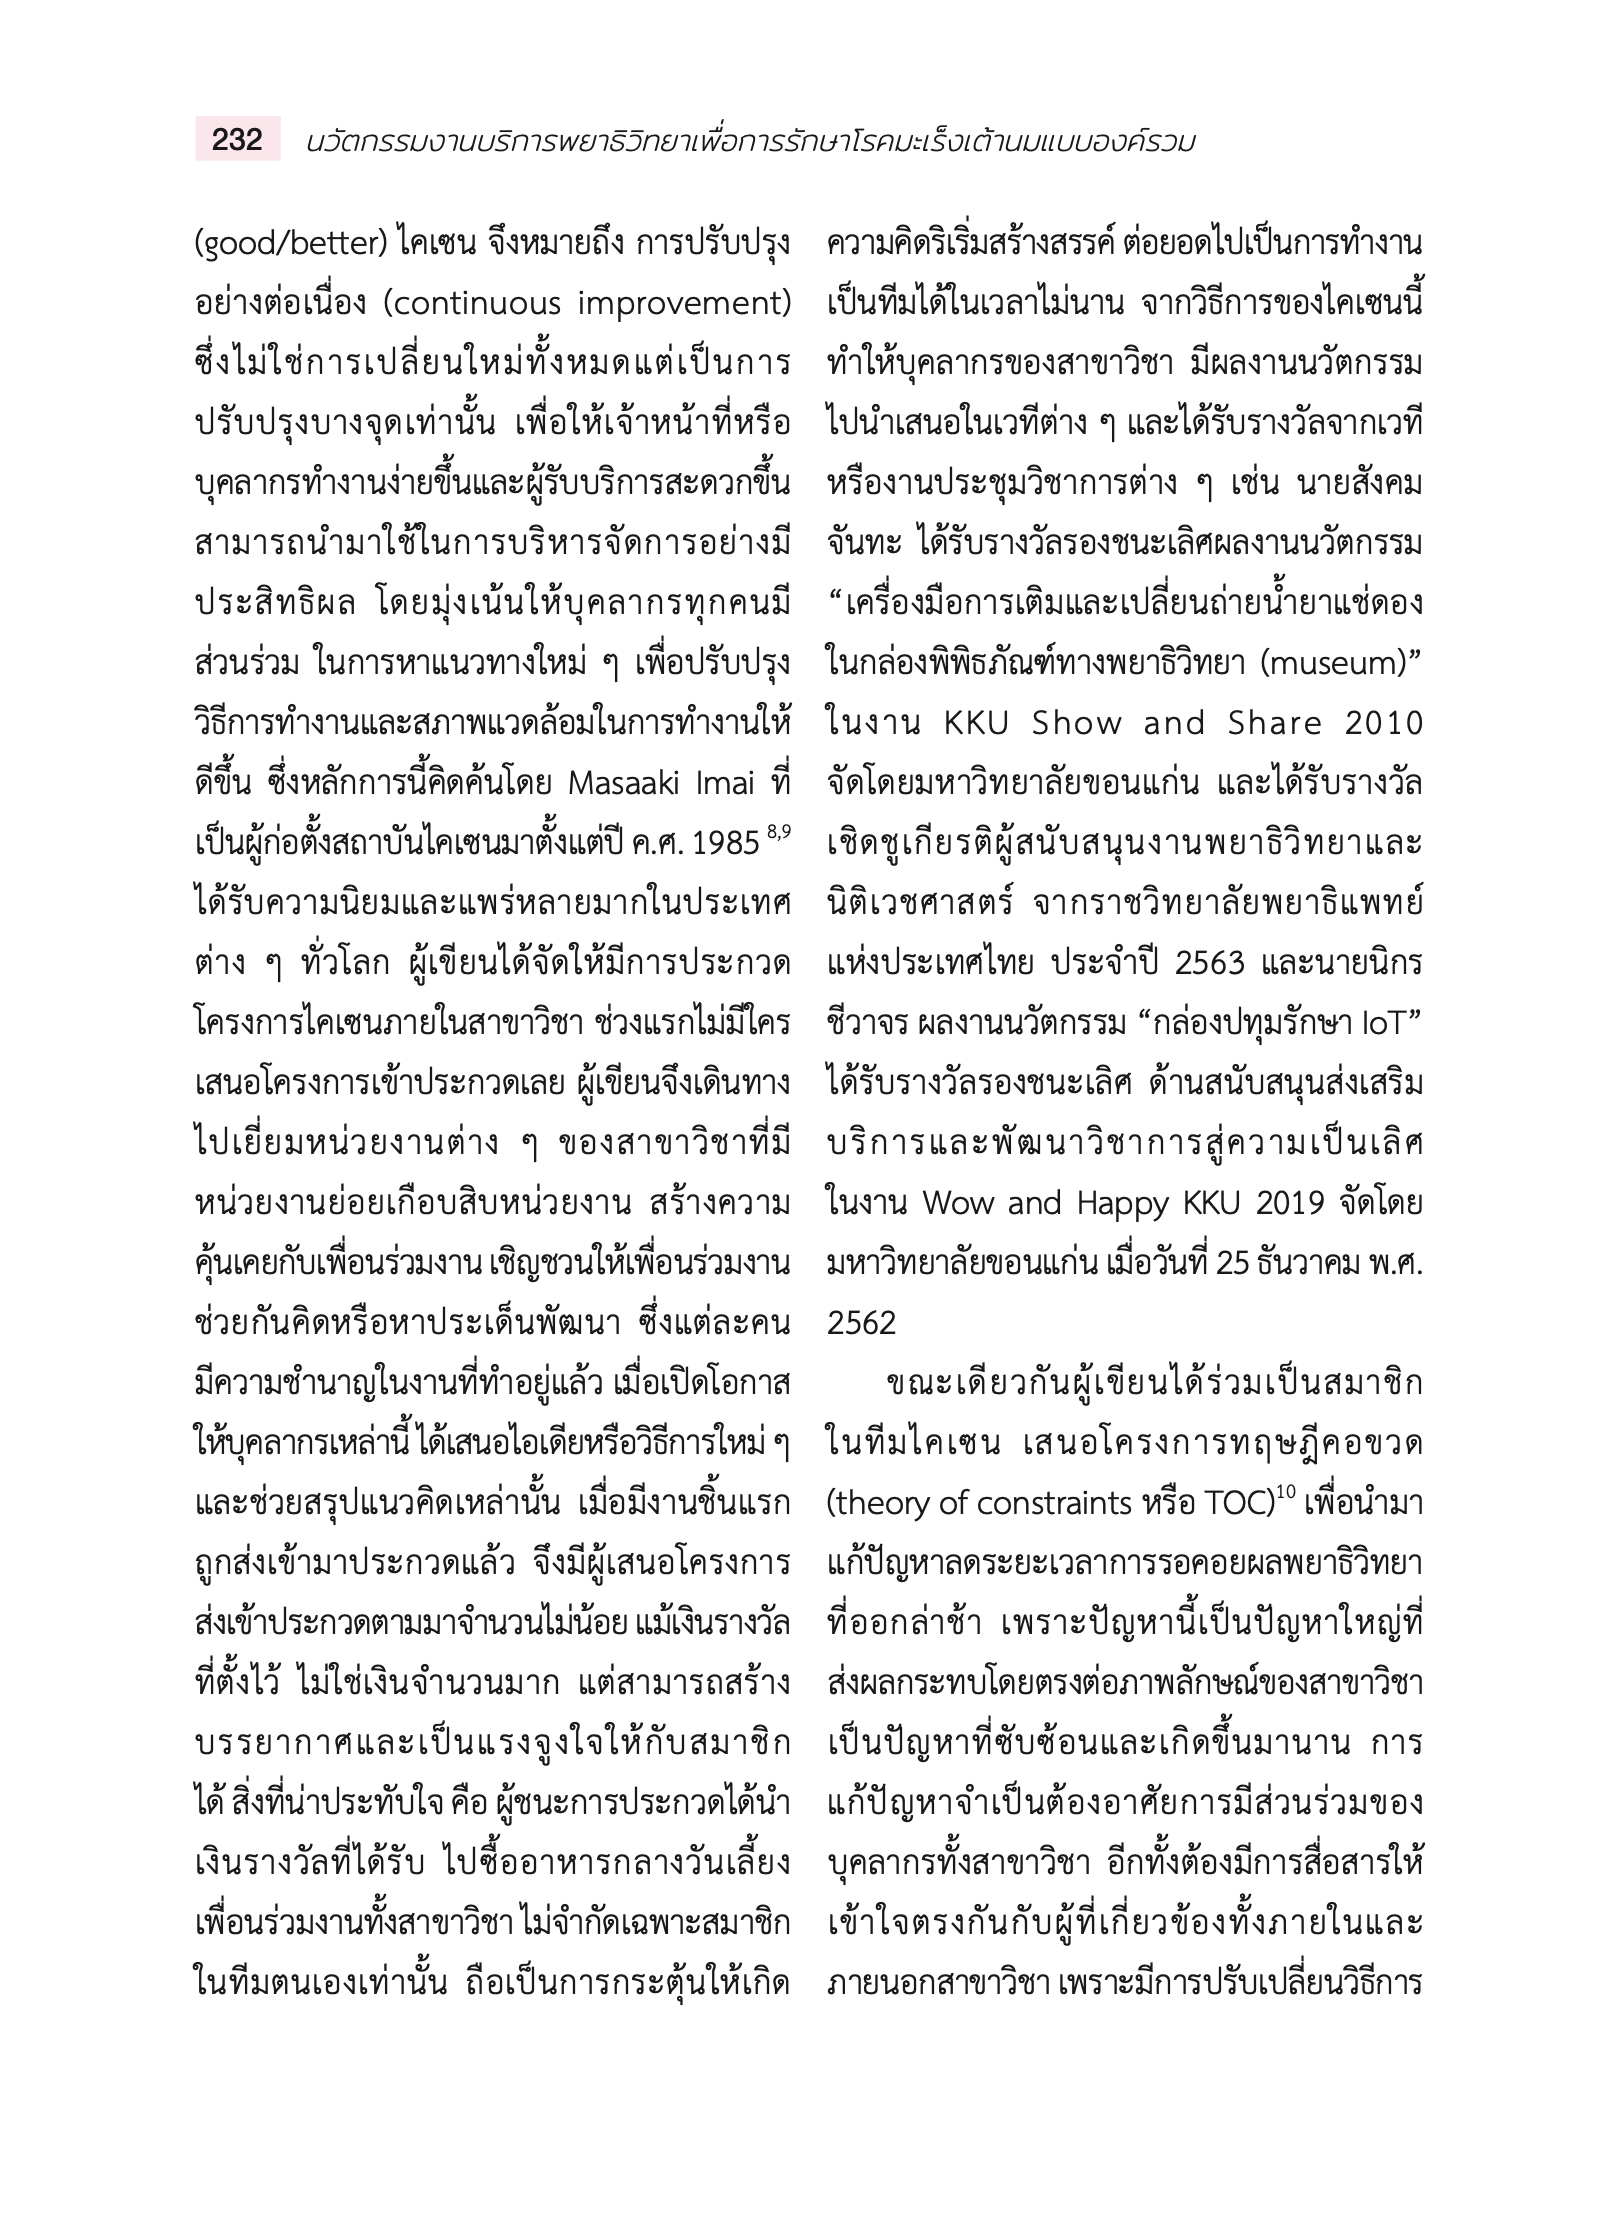 232 นวัตกรรมงานบริการพยาธิวิทยาเพื่อการรักษาโรคมะเร็งเต้านมแบบองค์รวม
(good/better) ไคเซน จึงหมายถึง การปรับปรุง
อย่างต่อเนื่อง (continuous improvement)
ซึ่งไม่ใช่การเปลี่ยนใหม่ทั้งหมดแต่เป็นการ
ปรับปรุงบางจุดเท่านั้น เพื่อให้เจ้าหน้าที่หรือ
บุคลากรทำงานง่ายขึ้นและผู้รับบริการสะดวกขึ้น
สามารถนำมาใช้ในการบริหารจัดการอย่างมี
ประสิทธิผล โดยมุ่งเน้นให้บุคลากรทุกคนมี
ส่วนร่วม ในการหาแนวทางใหม่ ๆ เพื่อปรับปรุง
วิธีการทำงานและสภาพแวดล้อมในการทำงานให้
ดีขึ้น ซึ่งหลักการนี้คิดค้นโดย Masaaki Imai ที่
เป็นผู้ก่อตั้งสถาบันไคเซนมาตั้งแต่ปี ค.ศ. 1985 8,9
ได้รับความนิยมและแพร่หลายมากในประเทศ
ต่าง ๆ ทั่วโลก ผู้เขียนได้จัดให้มีการประกวด
โครงการไคเซนภายในสาขาวิชา ช่วงแรกไม่มีใคร
เสนอโครงการเข้าประกวดเลย ผู้เขียนจึงเดินทาง
ไปเยี่ยมหน่วยงานต่าง ๆ ของสาขาวิชาที่มี
หน่วยงานย่อยเกือบสิบหน่วยงาน สร้างความ
คุ้นเคยกับเพื่อนร่วมงาน เชิญชวนให้เพื่อนร่วมงาน
ช่วยกันคิดหรือหาประเด็นพัฒนา ซึ่งแต่ละคน
มีความชำนาญในงานที่ทำอยู่แล้ว เมื่อเปิดโอกาส
ให้บุคลากรเหล่านี้ ได้เสนอไอเดียหรือวิธีการใหม่ ๆ
และช่วยสรุปแนวคิดเหล่านั้น เมื่อมีงานชิ้นแรก
ถูกส่งเข้ามาประกวดแล้ว จึงมีผู้เสนอโครงการ
ส่งเข้าประกวดตามมาจำนวนไม่น้อย แม้เงินรางวัล
ที่ตั้งไว้ ไม่ใช่เงินจำนวนมาก แต่สามารถสร้าง
บรรยากาศและเป็นแรงจูงใจให้กับสมาชิก
ได้ สิ่งที่น่าประทับใจ คือ ผู้ชนะการประกวดได้นำ
เงินรางวัลที่ได้รับ ไปซื้ออาหารกลางวันเลี้ยง
เพื่อนร่วมงานทั้งสาขาวิชา ไม่จำกัดเฉพาะสมาชิก
ในทีมตนเองเท่านั้น ถือเป็นการกระตุ้นให้เกิด
ความคิดริเริ่มสร้างสรรค์ ต่อยอดไปเป็นการทำงาน
เป็นทีมได้ในเวลาไม่นาน จากวิธีการของไคเซนนี้
ทำให้บุคลากรของสาขาวิชา มีผลงานนวัตกรรม
ไปนำเสนอในเวทีต่าง ๆ และได้รับรางวัลจากเวที
หรืองานประชุมวิชาการต่าง ๆ เช่น นายสังคม
จันทะ ได้รับรางวัลรองชนะเลิศผลงานนวัตกรรม
“เครื่องมือการเติมและเปลี่ยนถ่ายน้ำยาแช่ดอง
ในกล่องพิพิธภัณฑ์ทางพยาธิวิทยา (museum)”
ในงาน KKU Show and Share 2010
จัดโดยมหาวิทยาลัยขอนแก่น และได้รับรางวัล
เชิดชูเกียรติผู้สนับสนุนงานพยาธิวิทยาและ
นิติเวชศาสตร์ จากราชวิทยาลัยพยาธิแพทย์
แห่งประเทศไทย ประจำปี 2563 และนายนิกร
ชีวาจร ผลงานนวัตกรรม “กล่องปทุมรักษา IoT”
ได้รับรางวัลรองชนะเลิศ ด้านสนับสนุนส่งเสริม
บริการและพัฒนาวิชาการสู่ความเป็นเลิศ
ในงาน Wow and Happy KKU 2019 จัดโดย
มหาวิทยาลัยขอนแก่น เมื่อวันที่ 25 ธันวาคม พ.ศ.
2562
ขณะเดียวกันผู้เขียนได้ร่วมเป็นสมาชิก
ในทีมไคเซน เสนอโครงการทฤษฎีคอขวด
(theory of constraints หรือ TOC)10 เพื่อนำมา
แก้ปัญหาลดระยะเวลาการรอคอยผลพยาธิวิทยา
ที่ออกล่าช้า เพราะปัญหานี้เป็นปัญหาใหญ่ที่
ส่งผลกระทบโดยตรงต่อภาพลักษณ์ของสาขาวิชา
เป็นปัญหาที่ซับซ้อนและเกิดขึ้นมานาน การ
แก้ปัญหาจำเป็นต้องอาศัยการมีส่วนร่วมของ
บุคลากรทั้งสาขาวิชา อีกทั้งต้องมีการสื่อสารให้
เข้าใจตรงกันกับผู้ที่เกี่ยวข้องทั้งภายในและ
ภายนอกสาขาวิชา เพราะมีการปรับเปลี่ยนวิธีการ